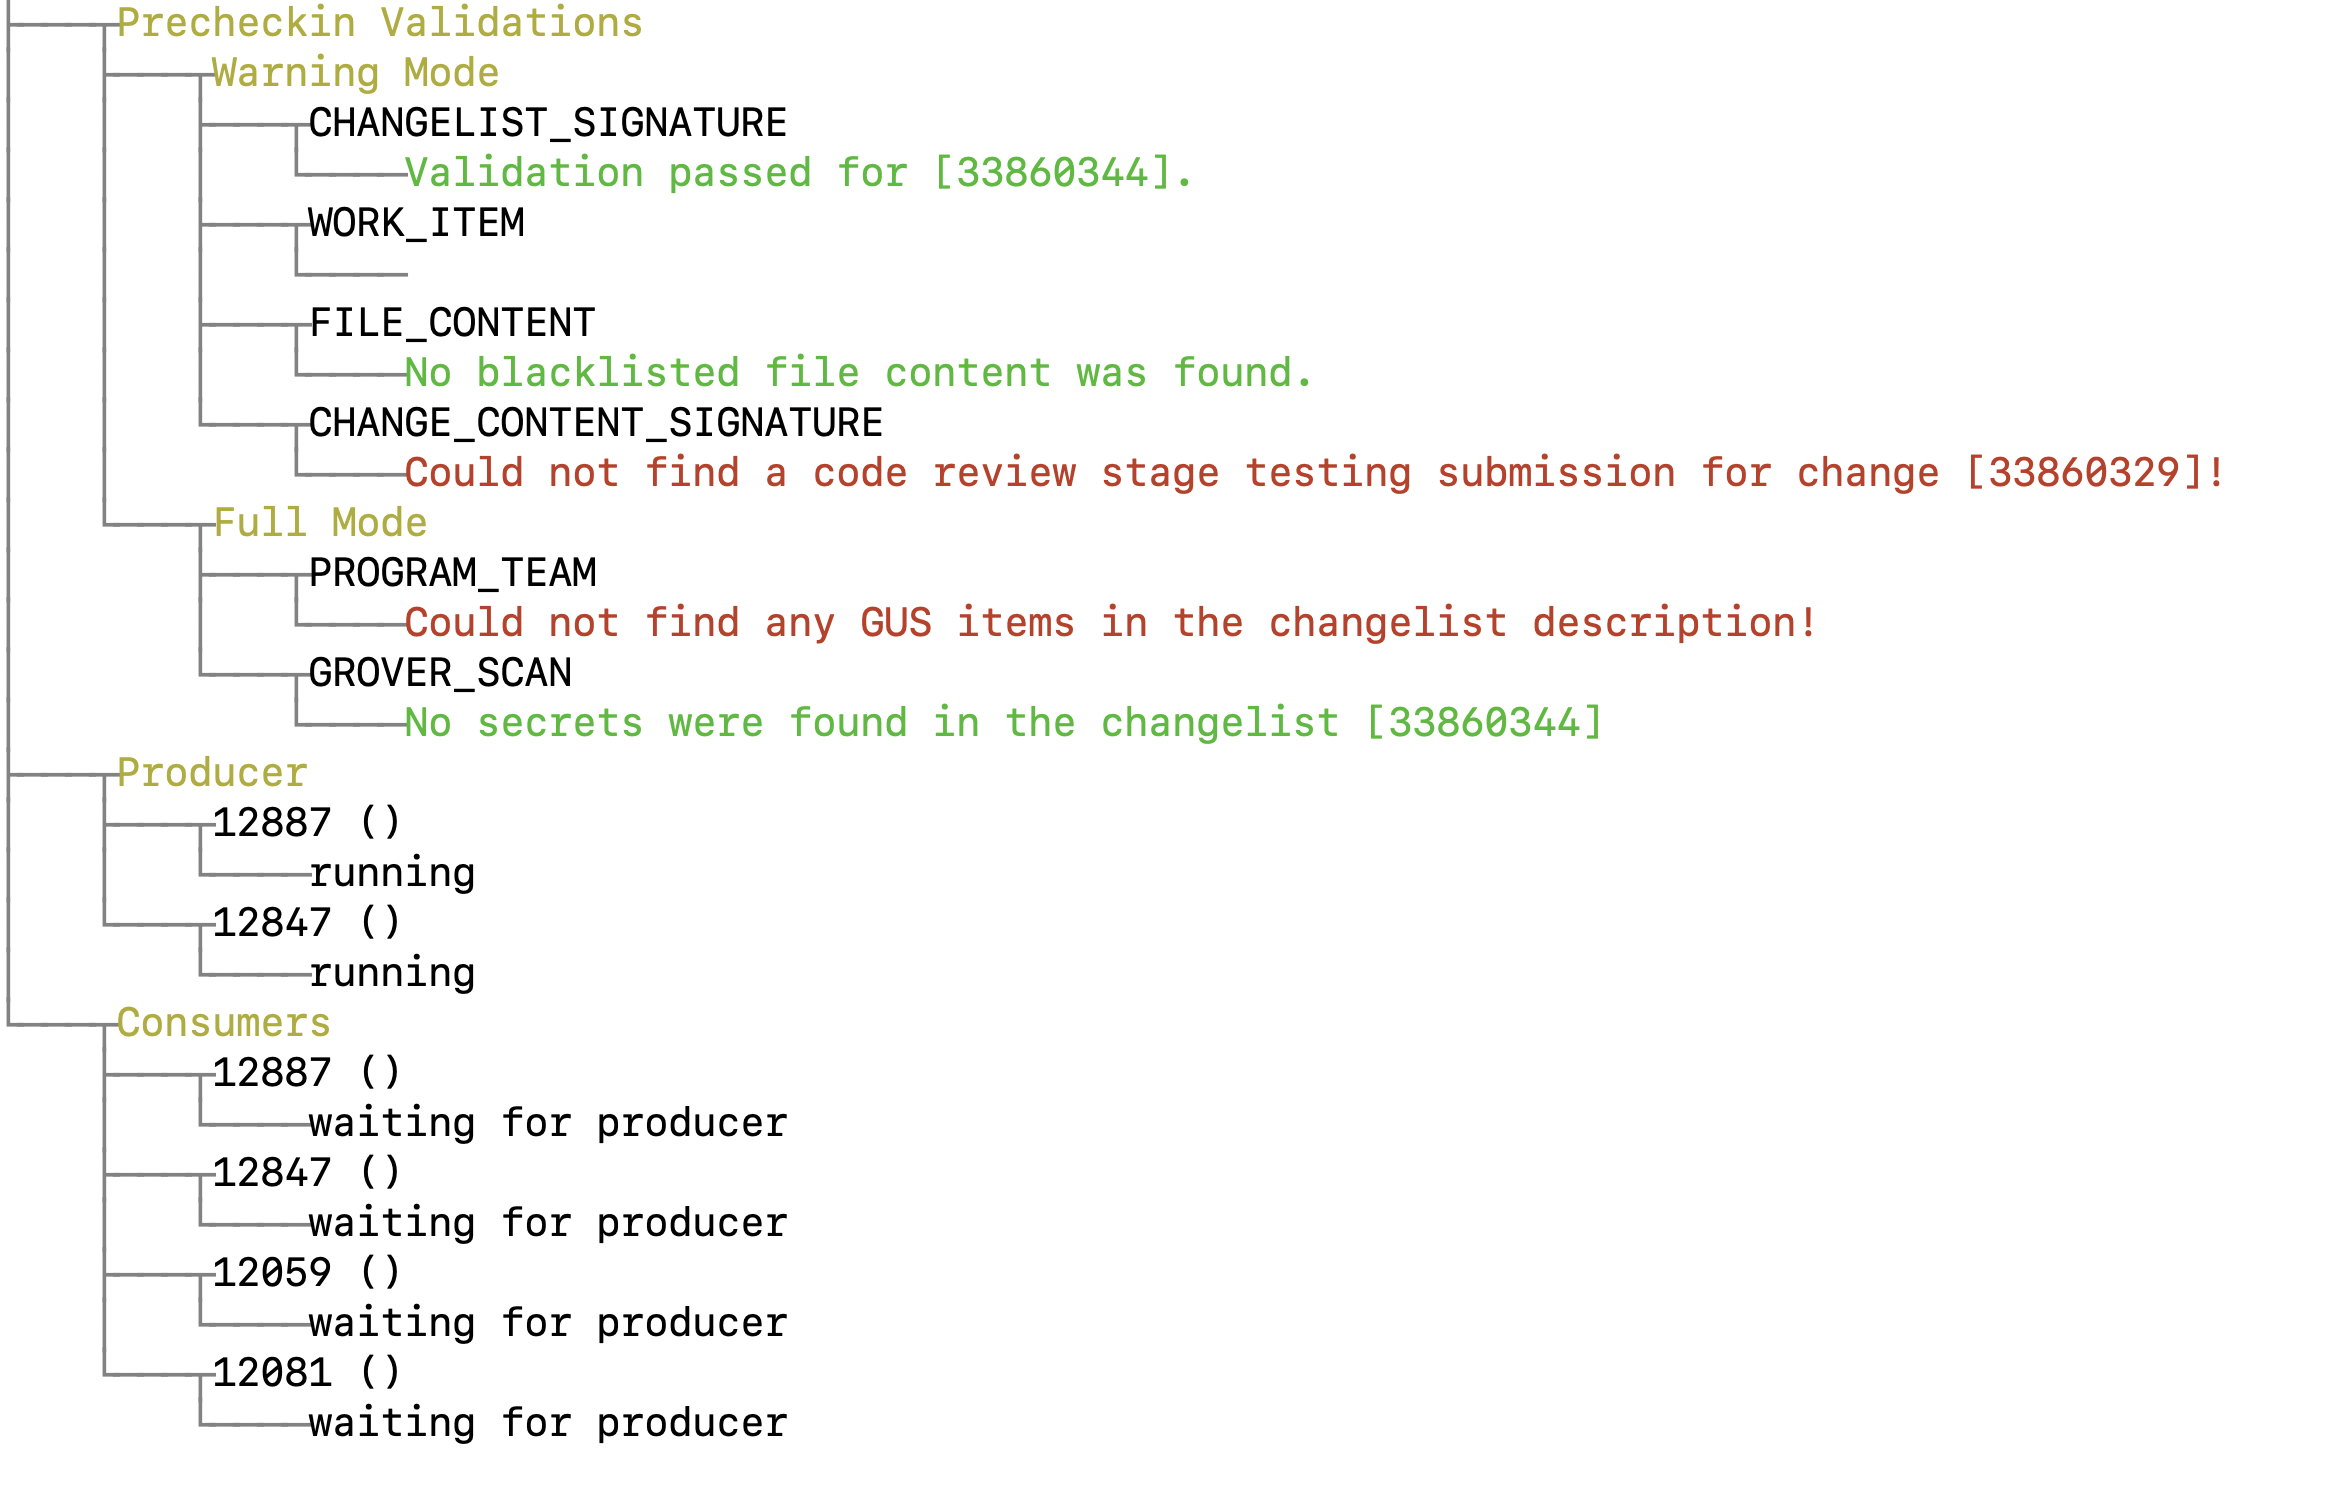 Precheckin Validations
Warning Mode
CHANGELIST_SIGNATURE
Validation passed for [33860344].
WORK_ITEM
FILE_CONTENT
No blacklisted file content was found.
CHANGE_CONTENT_SIGNATURE
Could not find a code review stage testing submission for change [33860329]!
Full Mode
PROGRAM_TEAM
Could not find any GUS items in the changelist description!
GROVER_SCAN
No secrets were found in the changelist [33860344]
Producer
12887 ()
running
12847 ()
running
Consumers
12887 ()
waiting for producer
12847 ()
waiting for producer
12059 ()
waiting for producer
12081 ()
waiting for producer